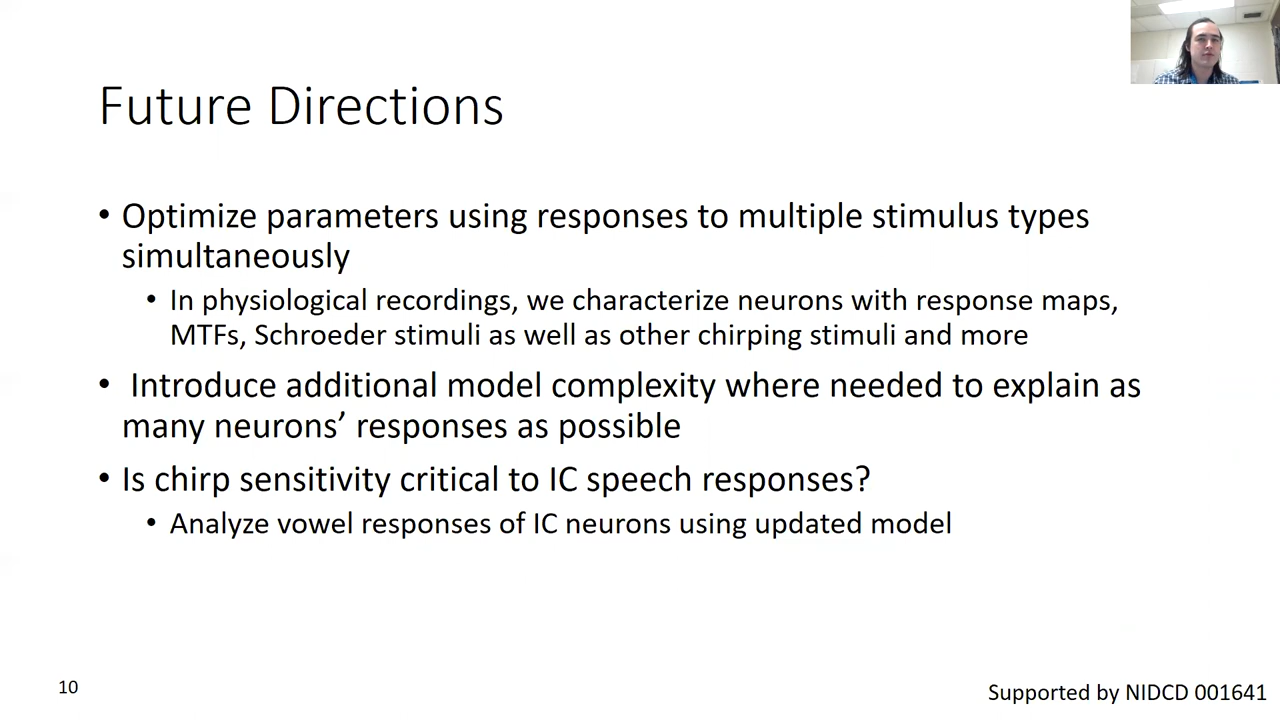 Future Directions
• Optimize parameters using responses to multiple stimulus types
simultaneously
• In physiological recordings, we characterize neurons with response maps,
MTFs, Schroeder stimuli as well as other chirping stimuli and more
• Introduce additional model complexity where needed to explain as
many neurons’ responses as possible
• Is chirp sensitivity critical to IC speech responses?
• Analyze vowel responses of IC neurons using updated model
10
Supported by NIDCD 001641